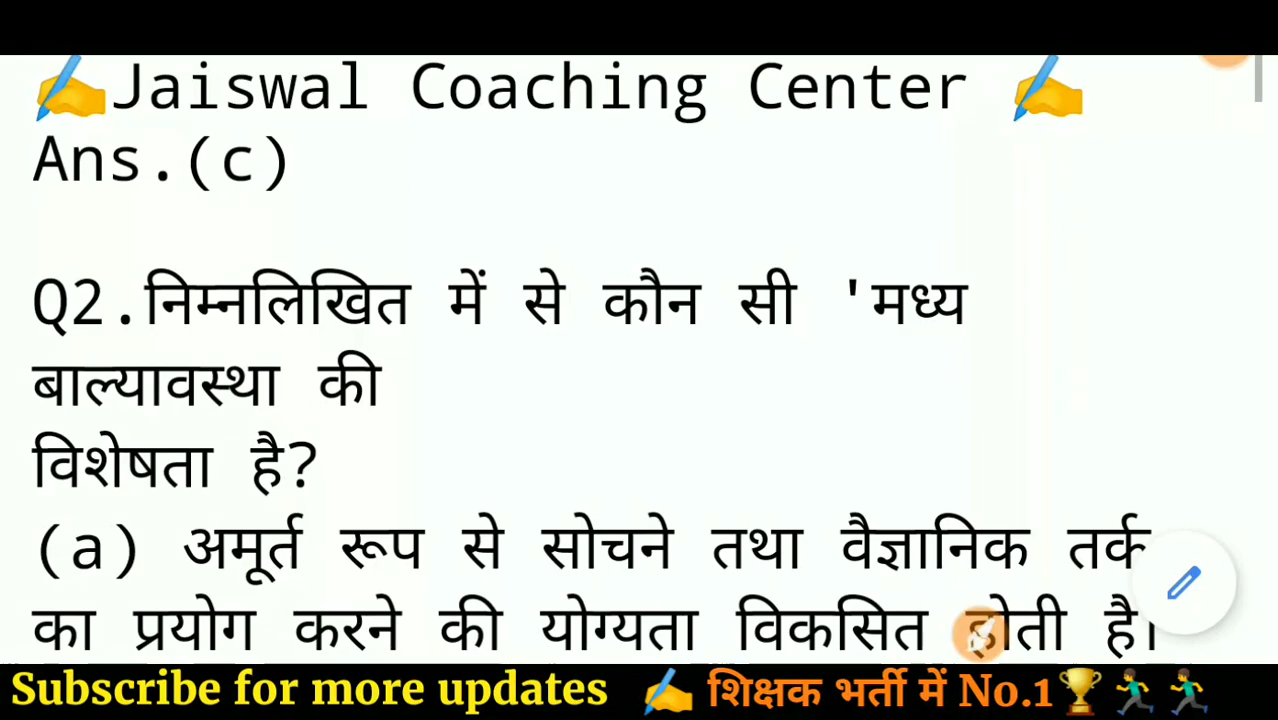 ✍Jaiswal Coaching Center ✍
Ans.(c)
Q2.निम्नलिखित में से कौन सी 'मध्य
बाल्यावस्था की
विशेषता है?
(a) अमूर्त रूप से सोचने तथा वैज्ञानिक तर्क
का प्रयोग करने की योग्यता विकसित होती है।
Subscribe for more updates ✍ शिक्षक भर्ती में No.1🏆🏃‍♂️🏃‍♂️